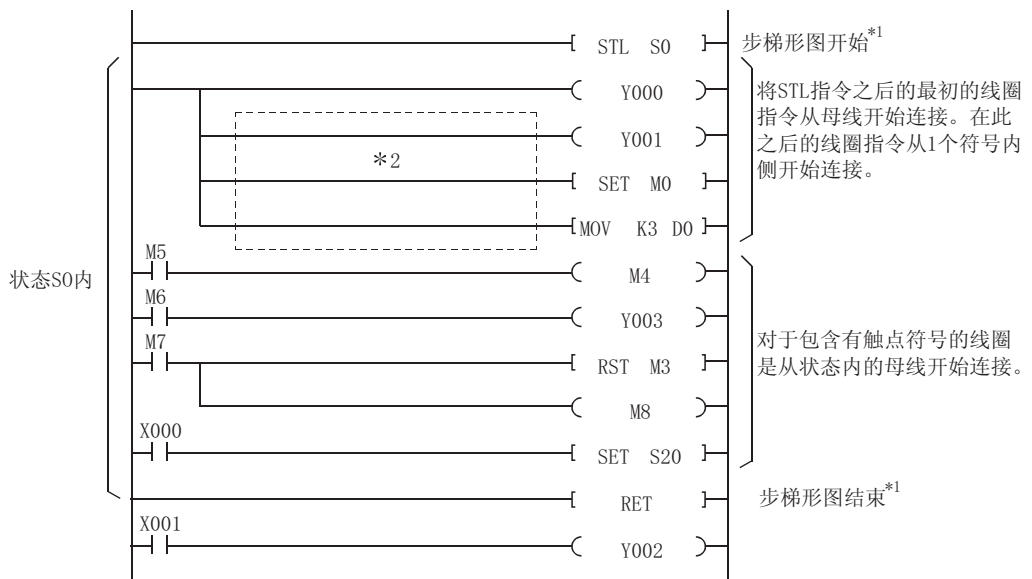 STL S0
步梯形图开始*1
Y000
将STL指令之后的最初的线圈
指令从母线开始连接。在此
之后的线圈指令从1个符号内
侧开始连接。
Y001
*2
SET M0
MOV K3 D0
状态S0内
M5
M4
M6
Y003
M7
RST M3
对于包含有触点符号的线圈
是从状态内的母线开始连接。
M8
X000
SET S20
RET
步梯形图结束*1
X001
Y002